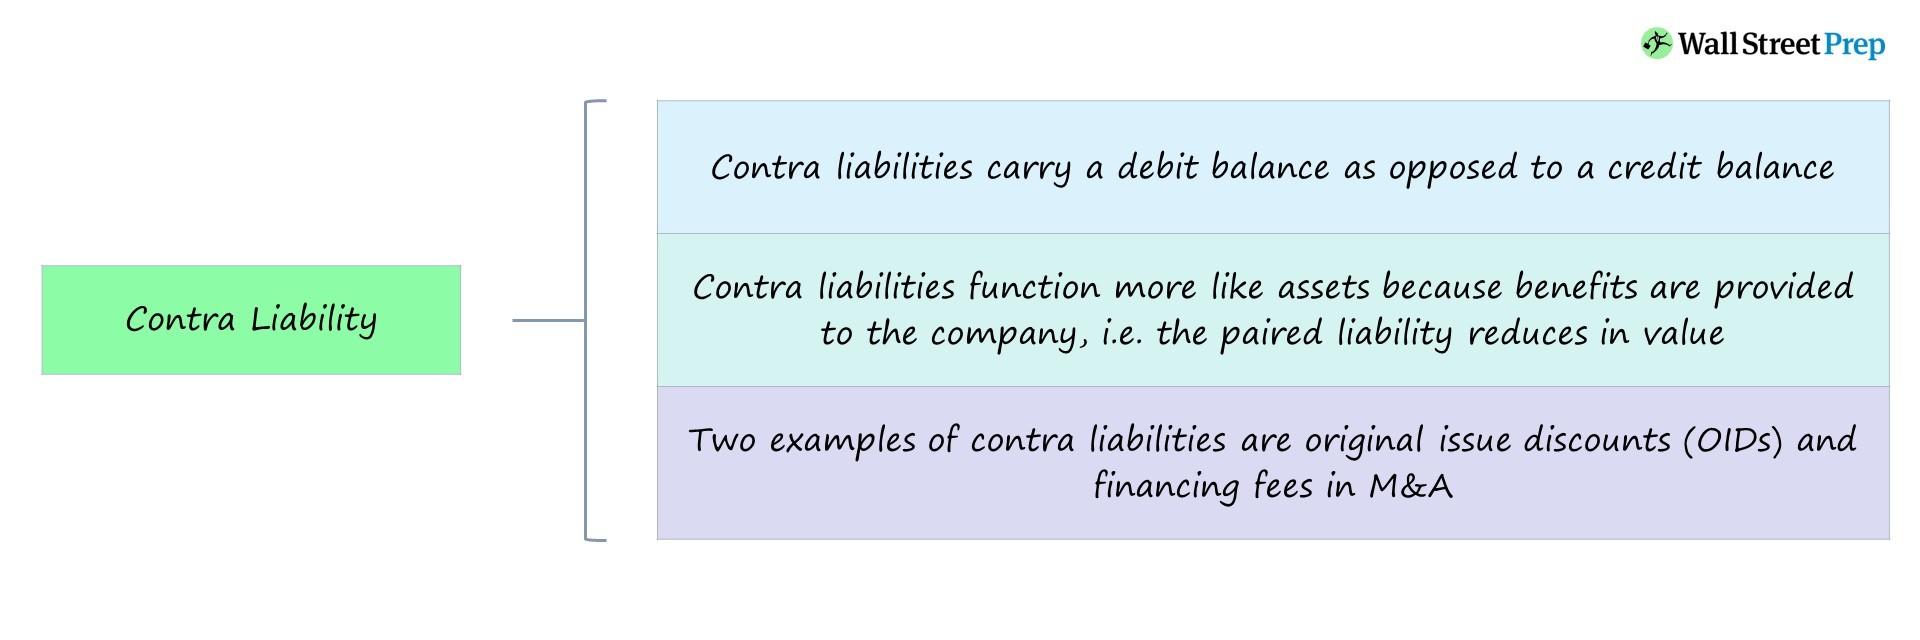 Wall Street Prep
Contra liabilities carry a debit balance as opposed to a credit balance
Contra Liability
Contra liabilities function more like assets because benefits are provided
to the company, i.e. the paired liability reduces in value
Two examples of contra liabilities are original issue discounts (OIDs) and
financing fees in M&A